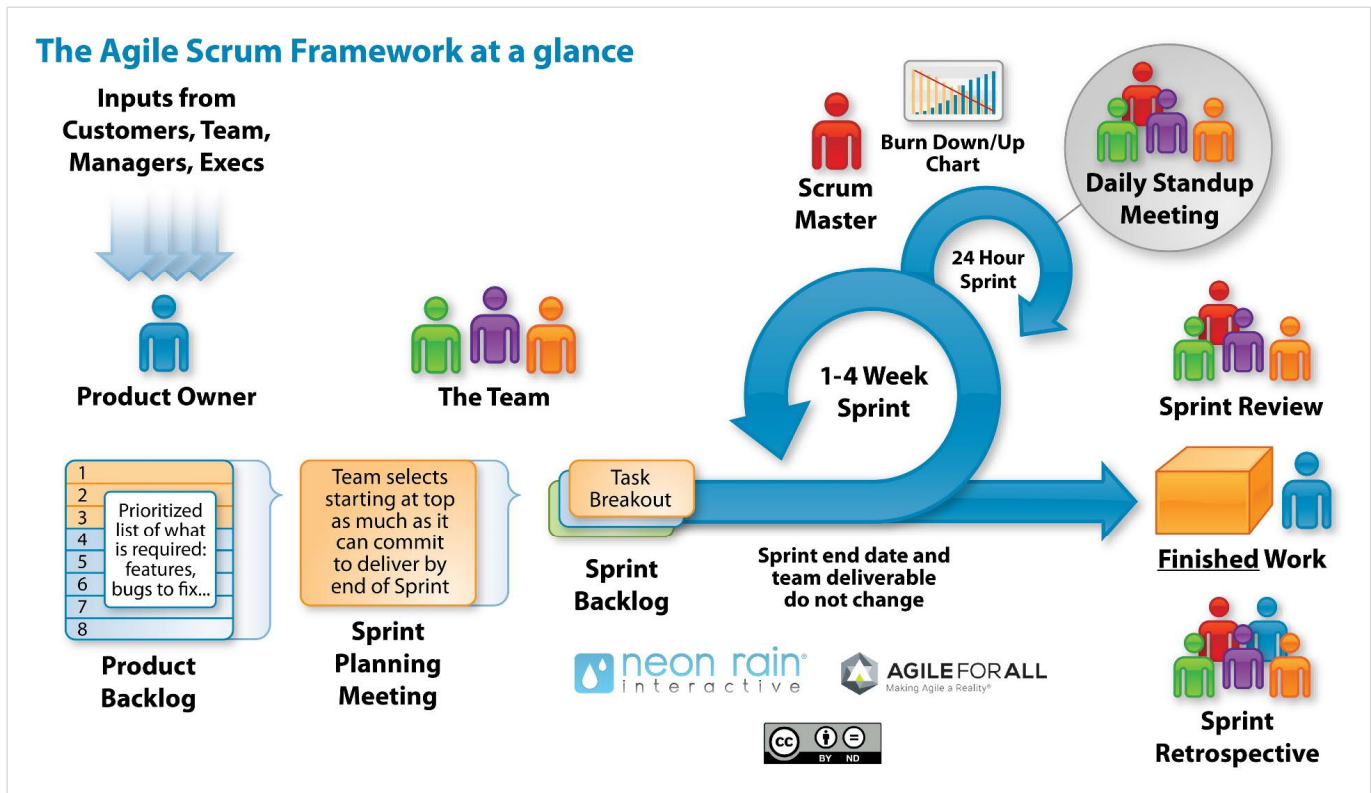 The Agile Scrum Framework at a glance
Inputs from
Customers, Team,
Managers, Execs
Product Owner
The Team
Scrum
Master
Burn Down/Up
Chart
Daily Standup
Meeting
24 Hour
Sprint
1-4 Week
Sprint
Sprint Review
1
2
3
4
5
6
7
8
Prioritized
list of what
is required:
features,
bugs to fix...
Product
Backlog
Team selects
starting at top
as much as it
can commit
to deliver by
end of Sprint
Sprint
Planning
Meeting
Task
Breakout
Sprint
Backlog
Sprint end date and
team deliverable
do not change
Finished Work
Sprint
Retrospective
neon rain®
interactive
AGILE FOR ALL
Making Agile a Reality®
cc
BY ND